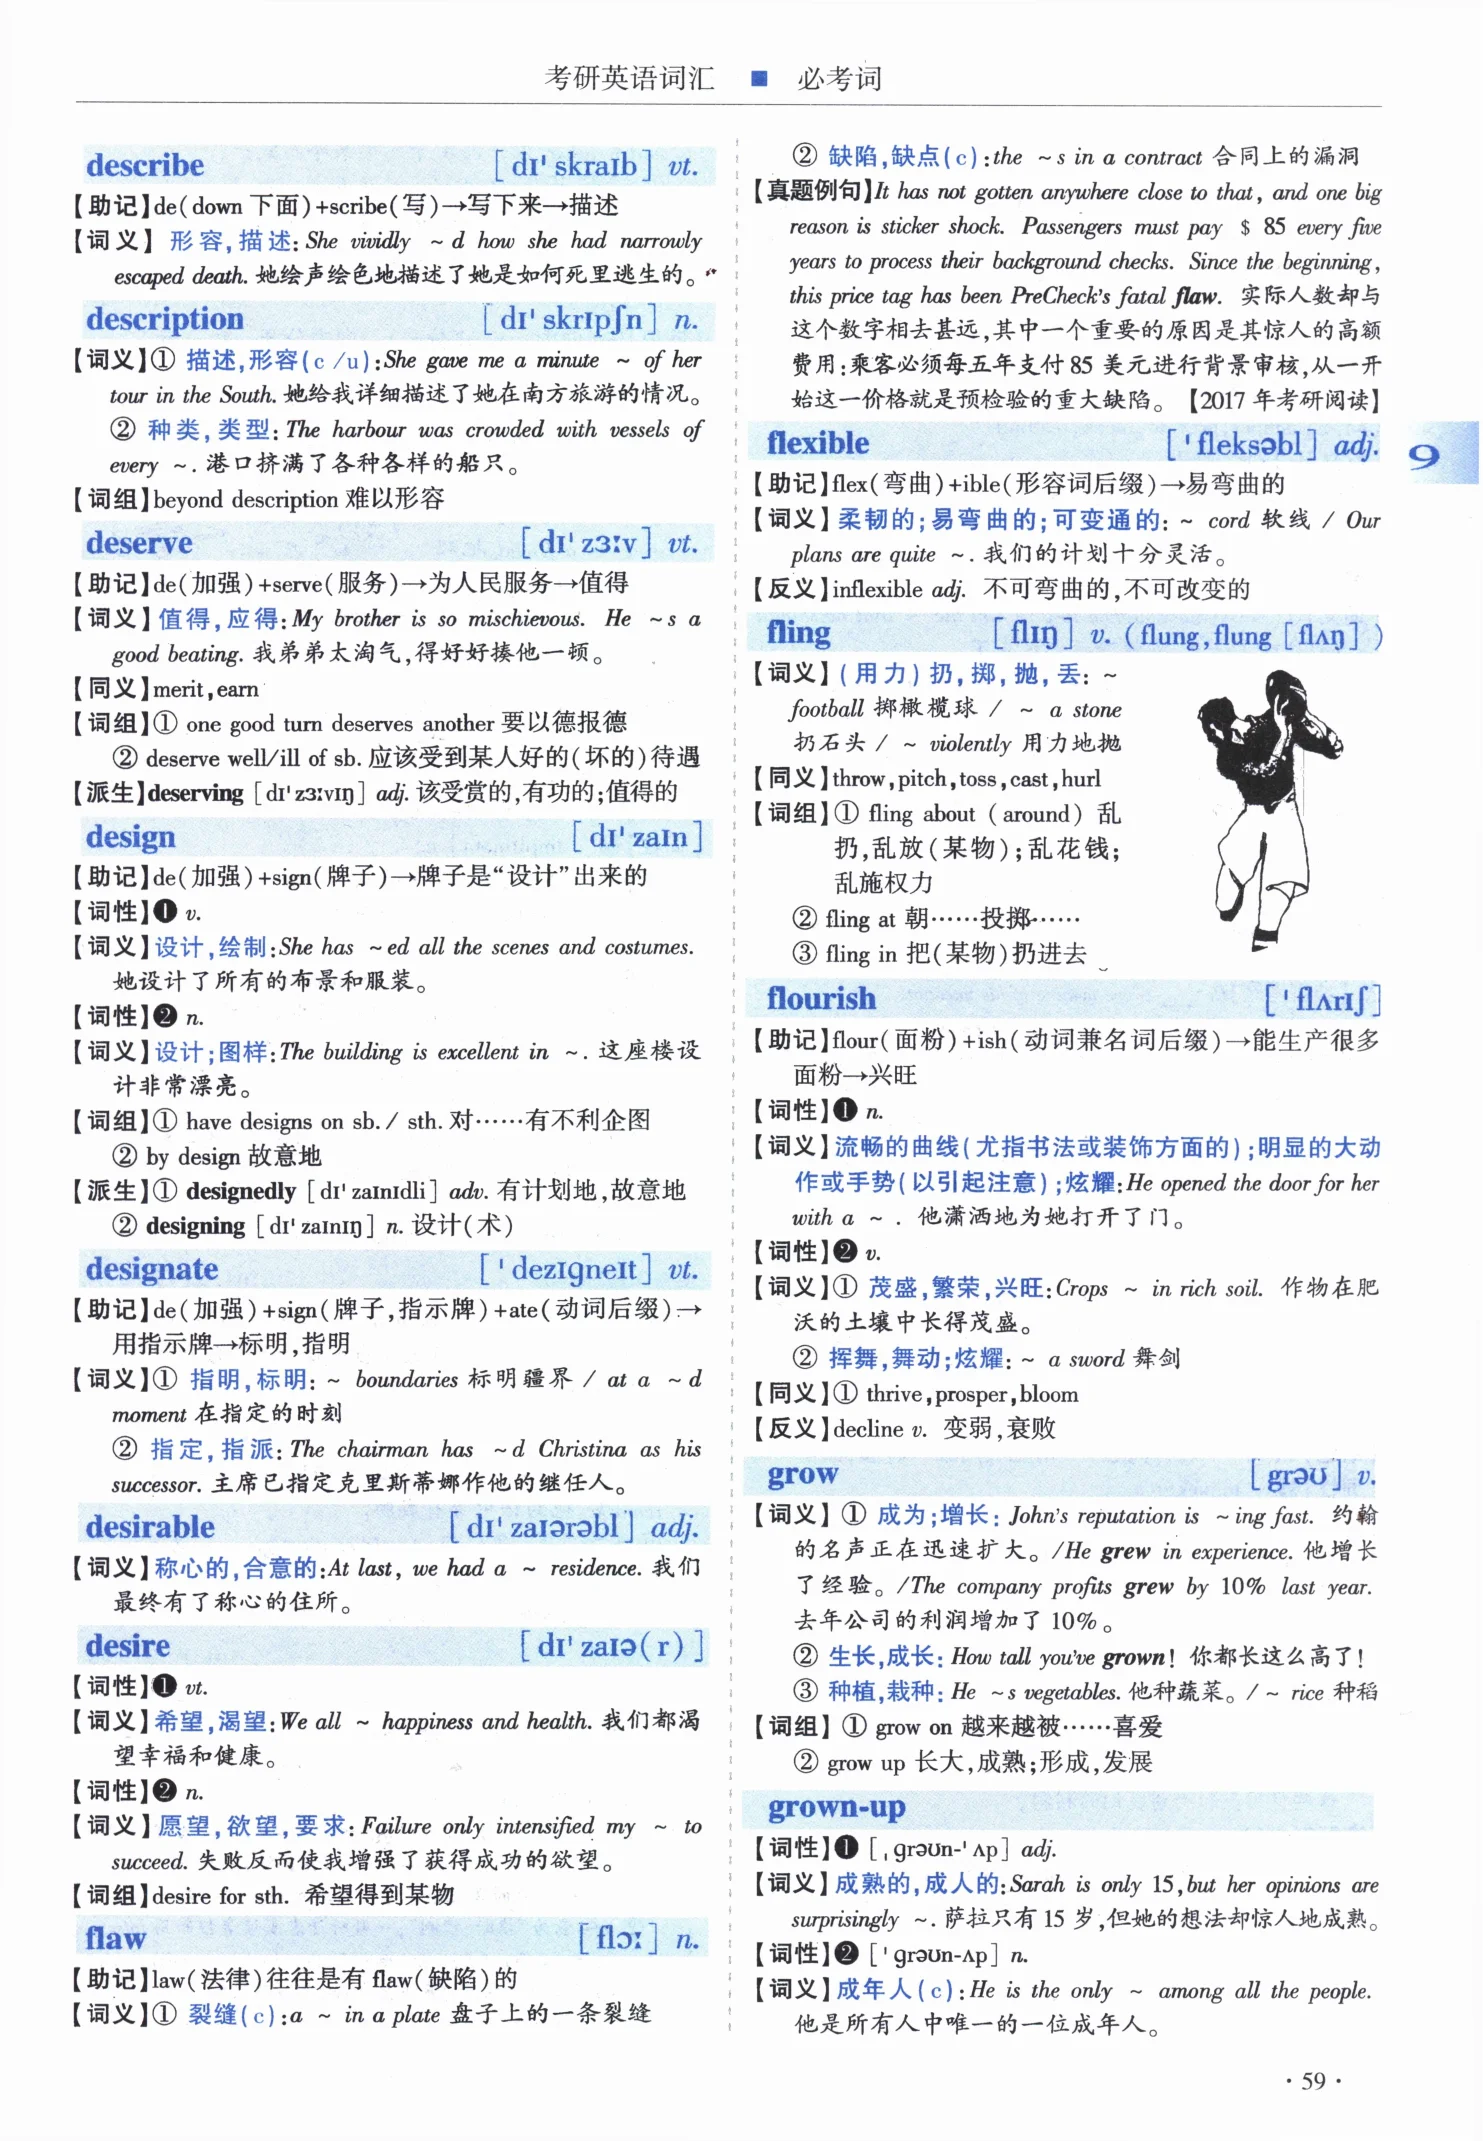 考研英语词汇 ■ 必考词
describe [dɪˈskraɪb] vt.
【助记】de(down下面)+scribe(写)→写下来→描述
【词义】形容,描述:She vividly ~d how she had narrowly
escaped death.她绘声绘色地描述了她是如何死里逃生的。
description [dɪˈskrɪpʃn] n.
【词义】① 描述,形容(c/u):She gave me a minute ~ of her
tour in the South.她给我详细描述了她在南方旅游的情况。
② 种类,类型:The harbour was crowded with vessels of
every ~.港口挤满了各种各样的船只。
【词组】beyond description 难以形容
deserve [dɪˈzɜːv] vt.
【助记】de(加强)+serve(服务)→为人民服务→值得
【词义】值得,应得:My brother is so mischievous. He ~s a
good beating.我弟弟太淘气,得好好揍他一顿。
【同义】merit,earn
【词组】① one good turn deserves another 要以德报德
② deserve well/ill of sb.应该受到某人好的(坏的)待遇
【派生】deserving [dɪˈzɜːvɪŋ] adj.该受赏的,有功的;值得的
design [dɪˈzaɪn]
【助记】de(加强)+sign(牌子)→牌子是“设计”出来的
【词性】❶ v.
【词义】设计,绘制:She has ~ed all the scenes and costumes.
她设计了所有的布景和服装。
【词性】❷ n.
【词义】设计;图样:The building is excellent in ~.这座楼设
计非常漂亮。
【词组】① have designs on sb./ sth.对……有不利企图
② by design 故意地
【派生】① designedly [dɪˈzaɪnɪdli] adv.有计划地,故意地
② designing [dɪˈzaɪnɪŋ] n.设计(术)
designate [ˈdezɪɡneɪt] vt.
【助记】de(加强)+sign(牌子,指示牌)+ate(动词后缀)→
用指示牌→标明,指明
【词义】① 指明,标明:~ boundaries 标明疆界 / at a ~d
moment 在指定的时刻
② 指定,指派:The chairman has ~d Christina as his
successor.主席已指定克里斯蒂娜作他的继任人。
desirable [dɪˈzaɪərəbl] adj.
【词义】称心的,合意的:At last, we had a ~ residence.我们
最终有了称心的住所。
desire [dɪˈzaɪə(r)]
【词性】❶ vt.
【词义】希望,渴望:We all ~ happiness and health.我们都渴
望幸福和健康。
【词性】❷ n.
【词义】愿望,欲望,要求:Failure only intensified my ~ to
succeed.失败反而使我增强了获得成功的欲望。
【词组】desire for sth. 希望得到某物
flaw [flɔː] n.
【助记】law(法律)往往是有flaw(缺陷)的
【词义】① 裂缝(c):a ~ in a plate 盘子上的一条裂缝
② 缺陷,缺点(c):the ~s in a contract 合同上的漏洞
【真题例句】It has not gotten anywhere close to that, and one big
reason is sticker shock. Passengers must pay $ 85 every five
years to process their background checks. Since the beginning,
this price tag has been PreCheck's fatal flaw. 实际人数却与
这个数字相去甚远,其中一个重要的原因是其惊人的高额
费用:乘客必须每五年支付85美元进行背景审核,从一开
始这一价格就是预检验的重大缺陷。【2017年考研阅读】
flexible [ˈfleksəbl] adj.
【助记】flex(弯曲)+ible(形容词后缀)→易弯曲的
【词义】柔韧的;易弯曲的;可变通的:~ cord 软线 / Our
plans are quite ~.我们的计划十分灵活。
【反义】inflexible adj. 不可弯曲的,不可改变的
fling [flɪŋ] v. (flung,flung [flʌŋ])
【词义】(用力)扔,掷,抛,丢:~
football 掷橄榄球 / ~ a stone
扔石头 / ~ violently 用力地抛
【同义】throw,pitch,toss,cast,hurl
【词组】① fling about (around) 乱
扔,乱放(某物);乱花钱;
乱施权力
② fling at 朝……投掷……
③ fling in 把(某物)扔进去
flourish [ˈflʌrɪʃ]
【助记】flour(面粉)+ish(动词兼名词后缀)→能生产很多
面粉→兴旺
【词性】❶ n.
【词义】流畅的曲线(尤指书法或装饰方面的);明显的大动
作或手势(以引起注意);炫耀:He opened the door for her
with a ~ . 他潇洒地为她打开了门。
【词性】❷ v.
【词义】① 茂盛,繁荣,兴旺:Crops ~ in rich soil. 作物在肥
沃的土壤中长得茂盛。
② 挥舞,舞动;炫耀:~ a sword 舞剑
【同义】① thrive,prosper,bloom
【反义】decline v. 变弱,衰败
grow [ɡrəʊ] v.
【词义】① 成为;增长:John's reputation is ~ing fast. 约翰
的名声正在迅速扩大。/He grew in experience.他增长
了经验。/The company profits grew by 10% last year.
去年公司的利润增加了10%。
② 生长,成长:How tall you've grown! 你都长这么高了!
③ 种植,栽种:He ~s vegetables.他种蔬菜。/ ~ rice 种稻
【词组】① grow on 越来越被……喜爱
② grow up 长大,成熟;形成,发展
grown-up
【词性】❶ [ˌɡrəʊn-ˈʌp] adj.
【词义】成熟的,成人的:Sarah is only 15,but her opinions are
surprisingly ~.萨拉只有15岁,但她的想法却惊人地成熟。
【词性】❷ [ˈɡrəʊn-ʌp] n.
【词义】成年人(c):He is the only ~ among all the people.
他是所有人中唯一的一位成年人。
9
·59·